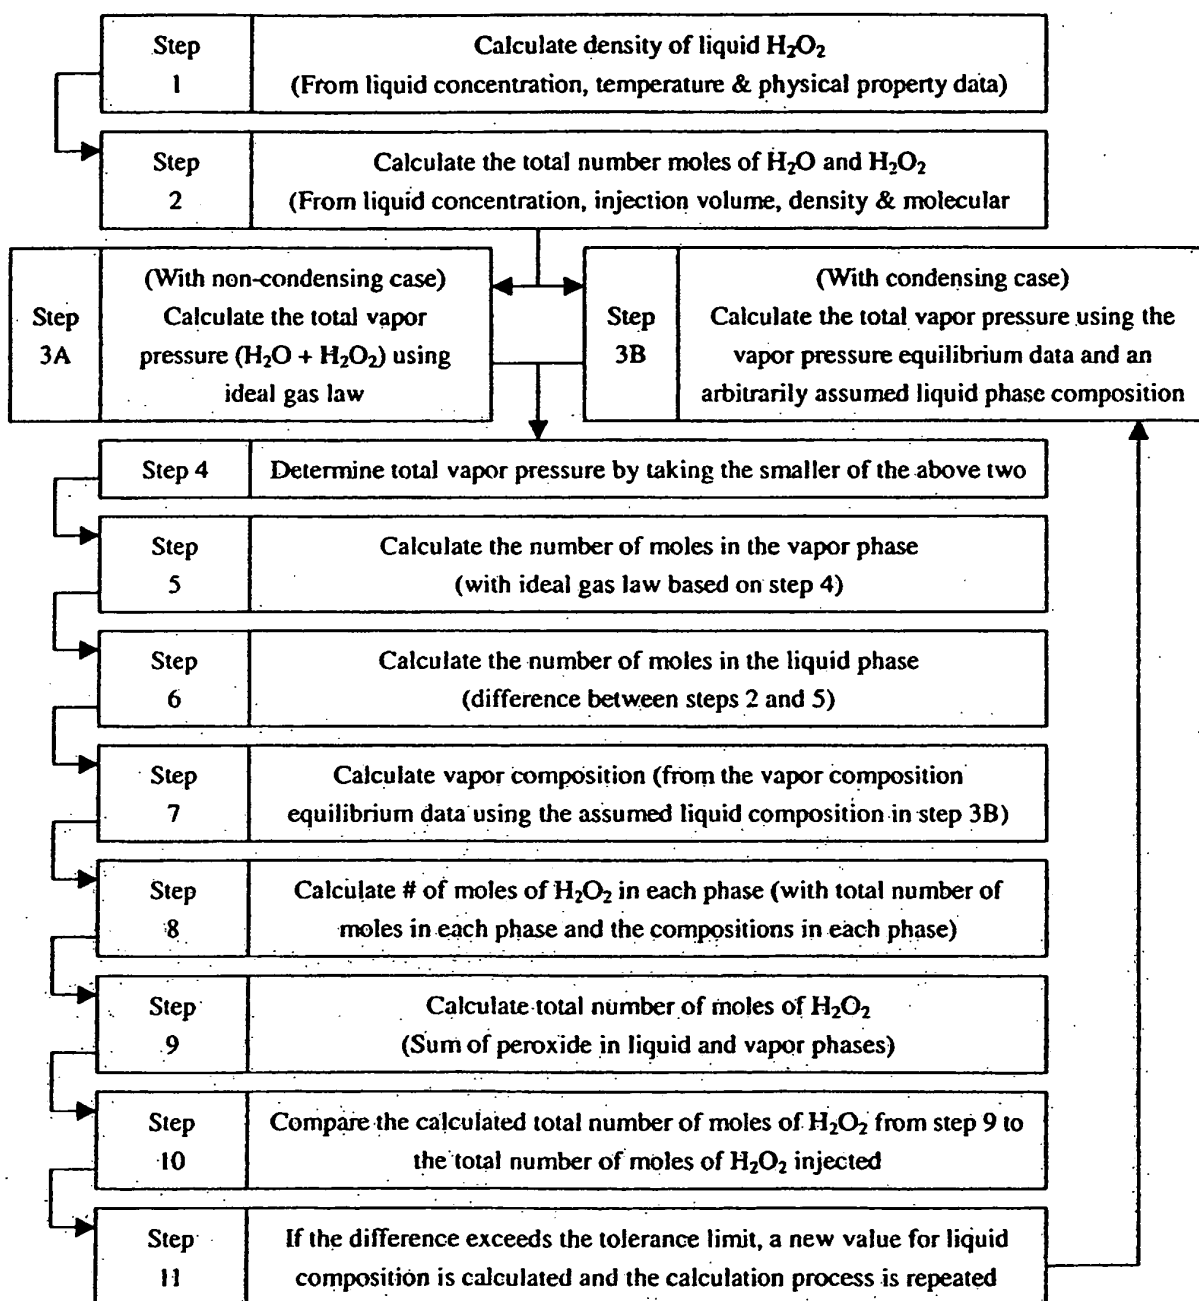 Step
1
Calculate density of liquid H₂O₂
(From liquid concentration, temperature & physical property data)
Step
2
Calculate the total number moles of H₂O and H₂O₂
(From liquid concentration, injection volume, density & molecular
Step
3A
(With non-condensing case)
Calculate the total vapor
pressure (H₂O + H₂O₂) using
ideal gas law
Step
3B
(With condensing case)
Calculate the total vapor pressure using the
vapor pressure equilibrium data and an
arbitrarily assumed liquid phase composition
Step 4
Determine total vapor pressure by taking the smaller of the above two
Step
5
Calculate the number of moles in the vapor phase
(with ideal gas law based on step 4)
Step
6
Calculate the number of moles in the liquid phase
(difference between steps 2 and 5)
Step
7
Calculate vapor composition (from the vapor composition
equilibrium data using the assumed liquid composition in step 3B)
Step
8
Calculate # of moles of H₂O₂ in each phase (with total number of
moles in each phase and the compositions in each phase)
Step
9
Calculate total number of moles of H₂O₂
(Sum of peroxide in liquid and vapor phases)
Step
10
Compare the calculated total number of moles of H₂O₂ from step 9 to
the total number of moles of H₂O₂ injected
Step
11
If the difference exceeds the tolerance limit, a new value for liquid
composition is calculated and the calculation process is repeated